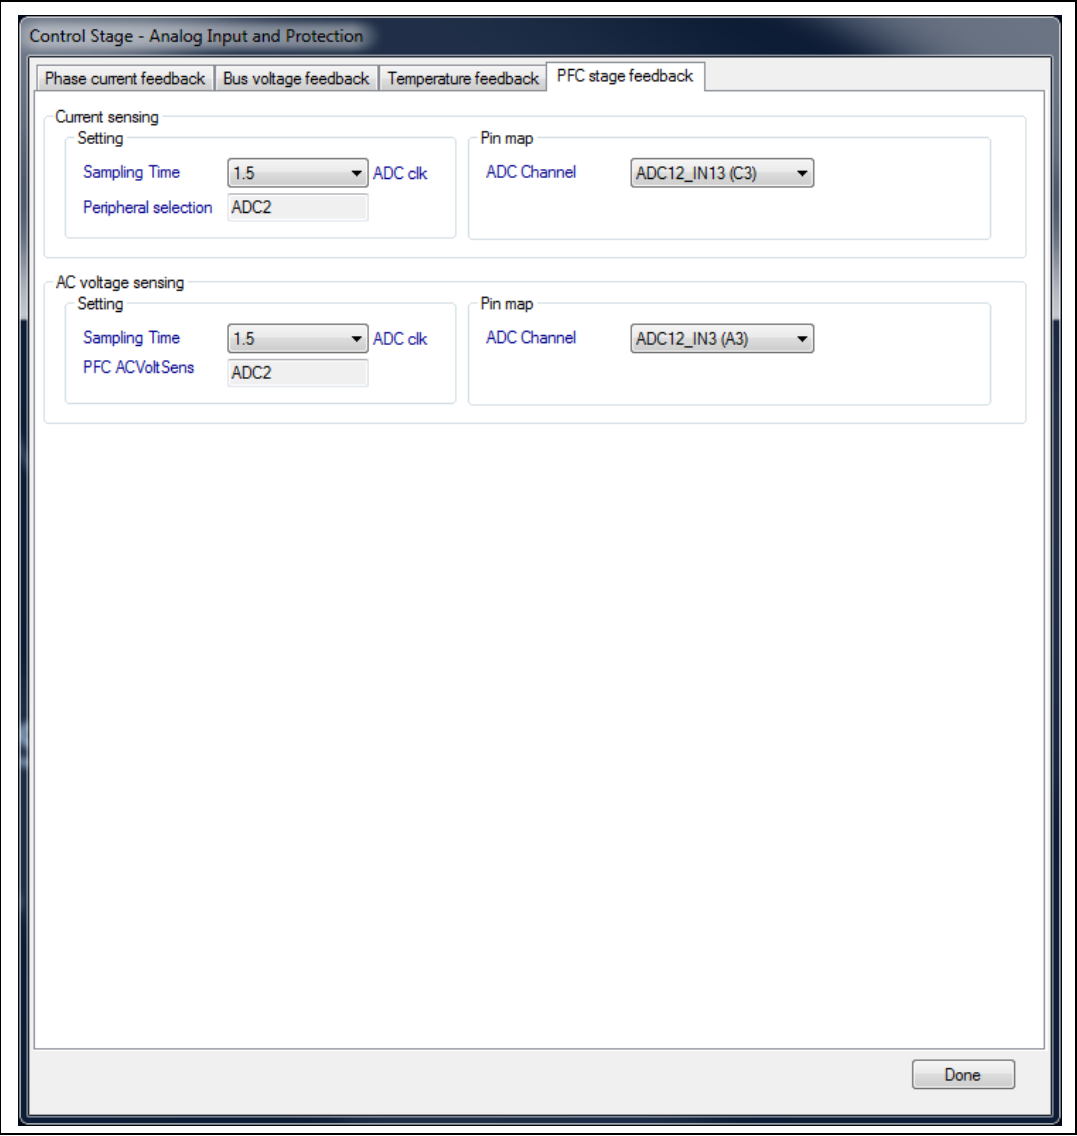 Control Stage - Analog Input and Protection
Phase current feedback Bus voltage feedback Temperature feedback PFC stage feedback
Current sensing
Setting Pin map
Sampling Time 1.5 ADC clk ADC Channel ADC12_IN13 (C3)
Peripheral selection ADC2
AC voltage sensing
Setting Pin map
Sampling Time 1.5 ADC clk ADC Channel ADC12_IN3 (A3)
PFC ACVoltSens ADC2
Done